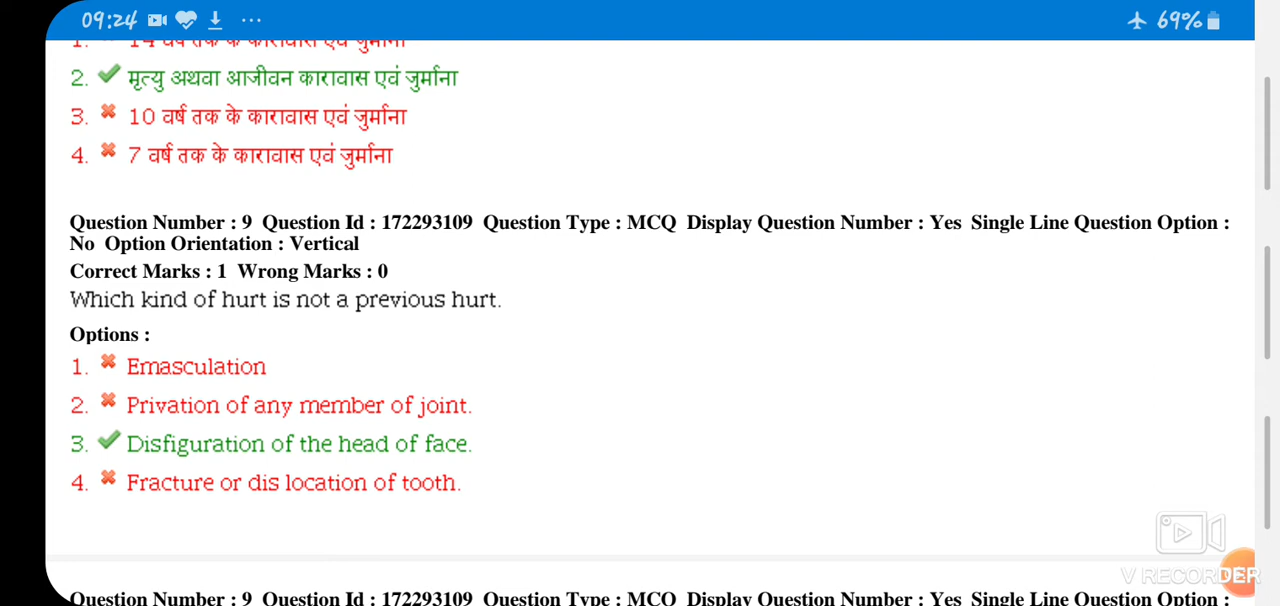 09:24 ... 69%
1. 14 वर्ष तक के कारावास एवं जुर्माना
2. मृत्यु अथवा आजीवन कारावास एवं जुर्माना
3. 10 वर्ष तक के कारावास एवं जुर्माना
4. 7 वर्ष तक के कारावास एवं जुर्माना
Question Number : 9 Question Id : 172293109 Question Type : MCQ Display Question Number : Yes Single Line Question Option :
No Option Orientation : Vertical
Correct Marks : 1 Wrong Marks : 0
Which kind of hurt is not a previous hurt.
Options :
1. Emasculation
2. Privation of any member of joint.
3. Disfiguration of the head of face.
4. Fracture or dis location of tooth.
V RECORDER
Question Number : 9 Question Id : 172293109 Question Type : MCQ Display Question Number : Yes Single Line Question Option :